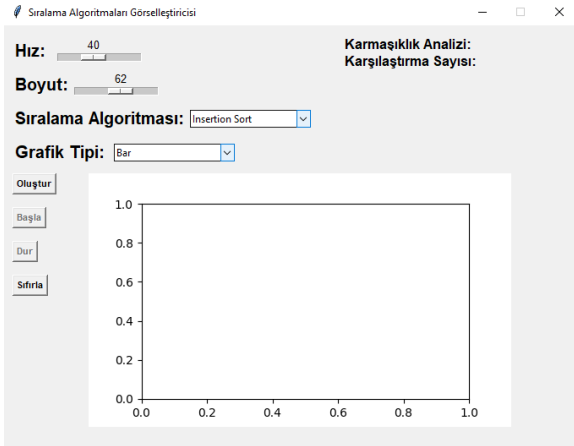 Sıralama Algoritmaları Görselleştiricisi
Hız: 40
Karmaşıklık Analizi:
Karşılaştırma Sayısı:
Boyut: 62
Sıralama Algoritması: Insertion Sort
Grafik Tipi: Bar
Oluştur
Başla
Dur
Sıfırla
1.0
0.8
0.6
0.4
0.2
0.0
0.0 0.2 0.4 0.6 0.8 1.0